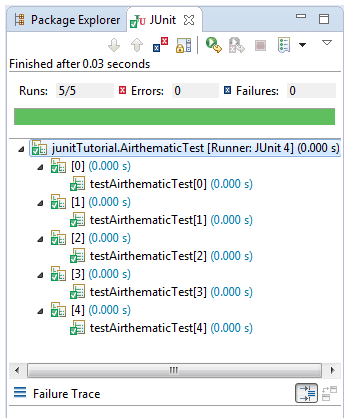 Package Explorer JUnit
Finished after 0.03 seconds
Runs: 5/5 Errors: 0 Failures: 0
junitTutorial.AirthematicTest [Runner: JUnit 4] (0.000 s)
[0] (0.000 s)
testAirthematicTest[0] (0.000 s)
[1] (0.000 s)
testAirthematicTest[1] (0.000 s)
[2] (0.000 s)
testAirthematicTest[2] (0.000 s)
[3] (0.000 s)
testAirthematicTest[3] (0.000 s)
[4] (0.000 s)
testAirthematicTest[4] (0.000 s)
Failure Trace